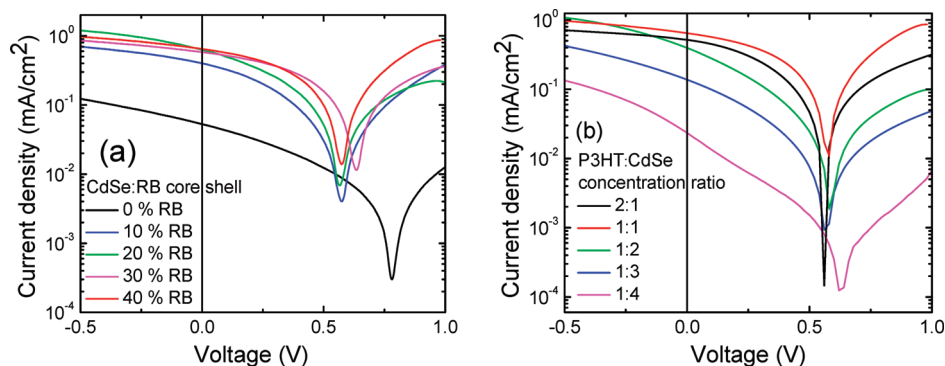 Current density (mA/cm²)
10⁰
10⁻¹
10⁻²
10⁻³
10⁻⁴
(a)
CdSe:RB core shell
0 % RB
10 % RB
20 % RB
30 % RB
40 % RB
-0.5
0.0
0.5
1.0
Voltage (V)
Current density (mA/cm²)
10⁰
10⁻¹
10⁻²
10⁻³
10⁻⁴
(b)
P3HT:CdSe
concentration ratio
2:1
1:1
1:2
1:3
1:4
-0.5
0.0
0.5
1.0
Voltage (V)